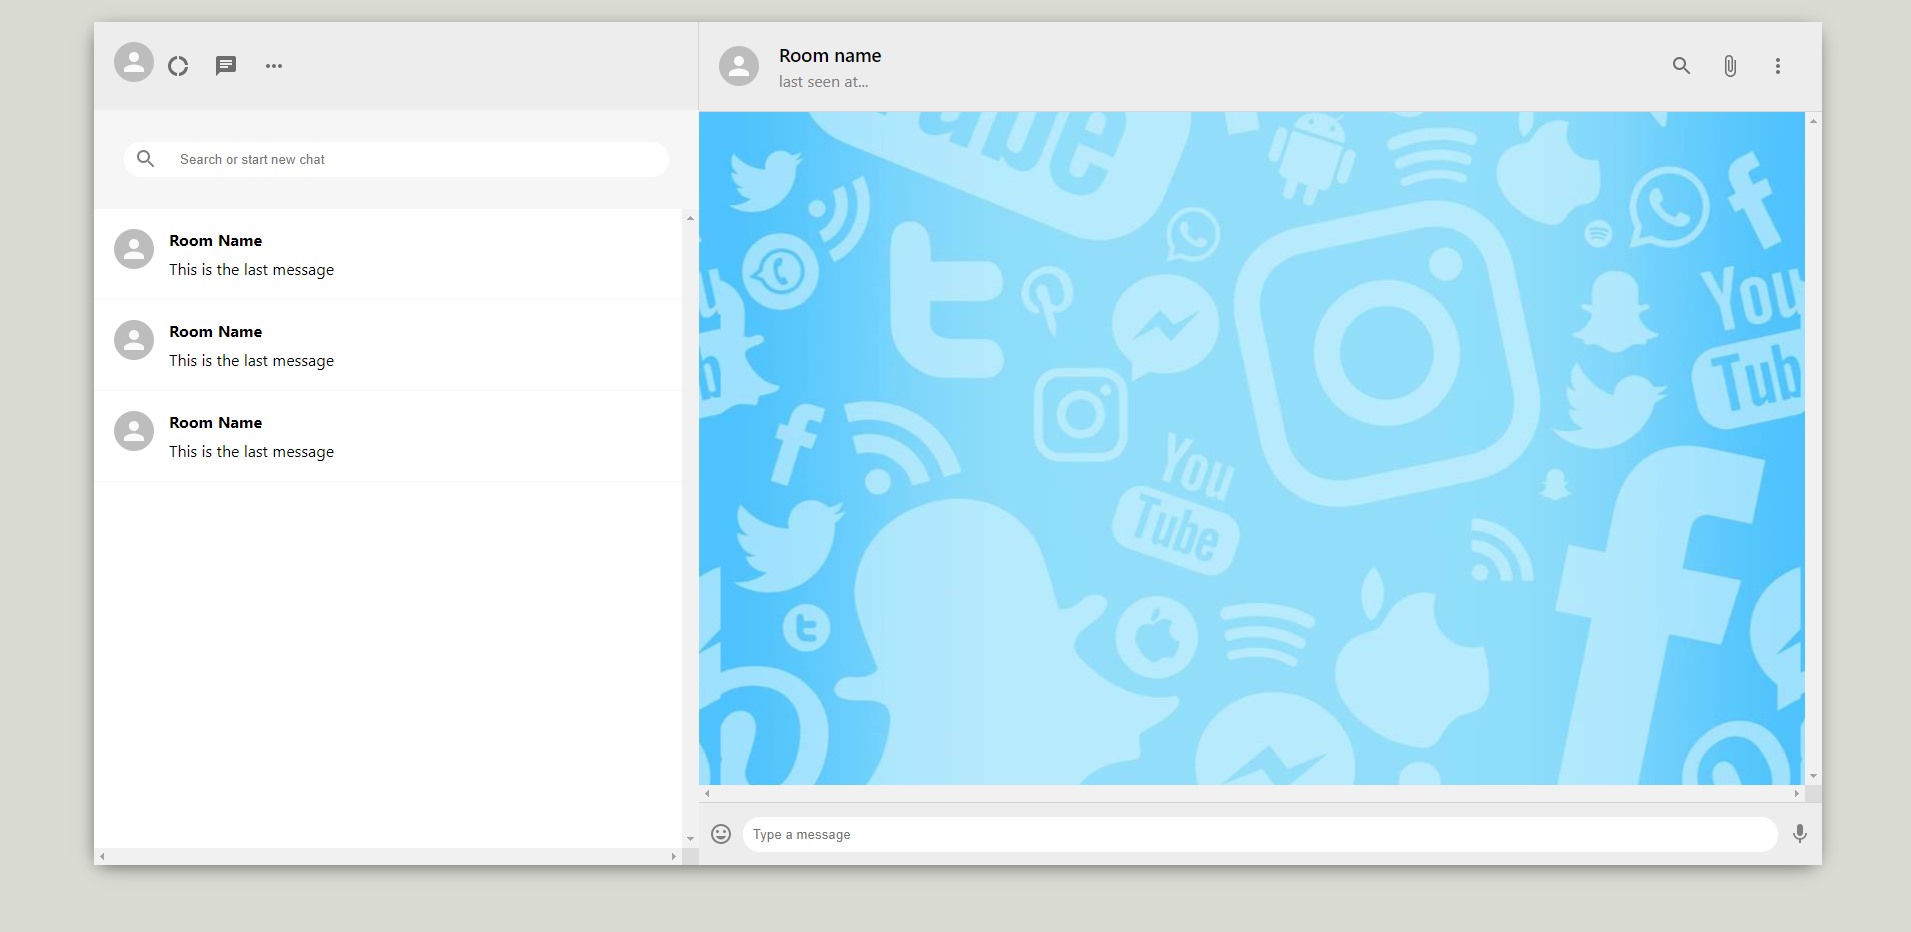 Room name
last seen at...
Search or start new chat
Room Name
This is the last message
Room Name
This is the last message
Room Name
This is the last message
ube
You
Tube
You
Tub
Type a message